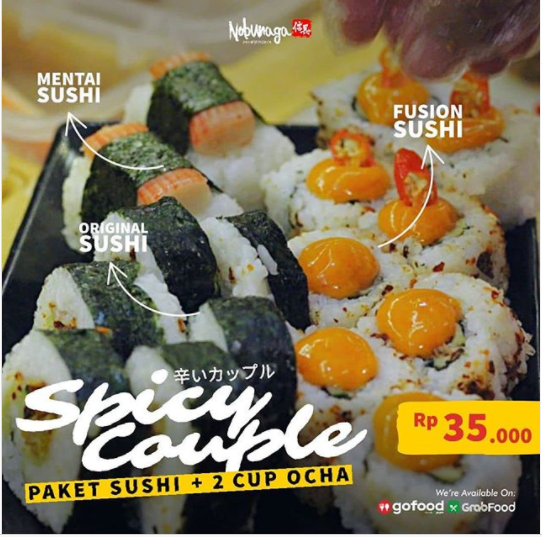 Nobunaga
MENTAI
SUSHI
FUSION
SUSHI
ORIGINAL
SUSHI
辛いカップル
Spicy
Couple
PAKET SUSHI + 2 CUP OCHA
Rp 35.000
We're Available On:
gofood GrabFood